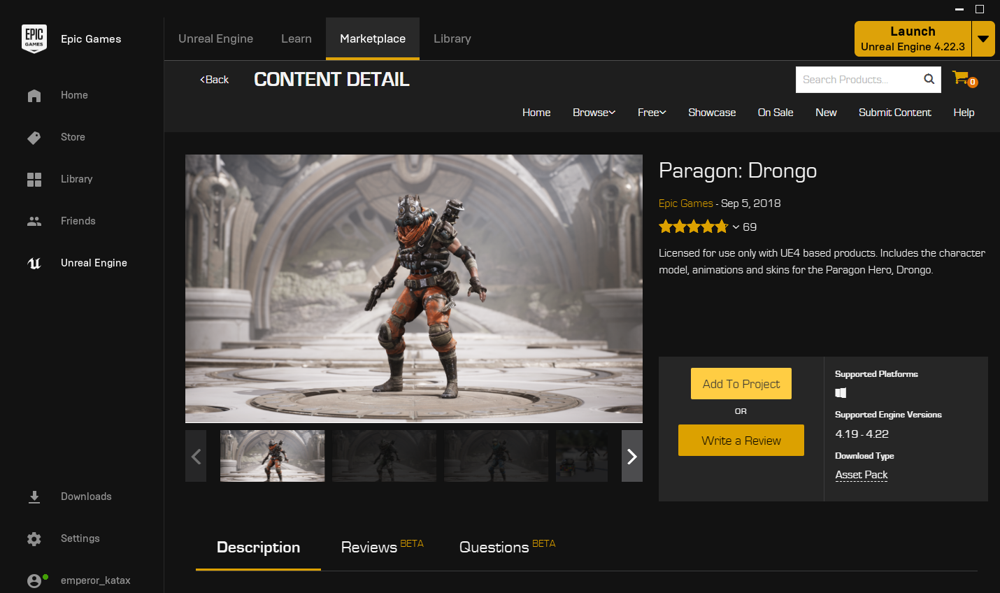 EPIC
GAMES
Epic Games
Home
Store
Library
Friends
Unreal Engine
Downloads
Settings
emperor_katax
Unreal Engine
Learn
Marketplace
Library
Launch
Unreal Engine 4.22.3
Back
CONTENT DETAIL
Search Products...
0
Home
Browse
Free
Showcase
On Sale
New
Submit Content
Help
Paragon: Drongo
Epic Games - Sep 5, 2018
69
Licensed for use only with UE4 based products. Includes the character
model, animations and skins for the Paragon Hero, Drongo.
Add To Project
OR
Write a Review
Supported Platforms
Supported Engine Versions
4.19 - 4.22
Download Type
Asset Pack
Description
Reviews BETA
Questions BETA